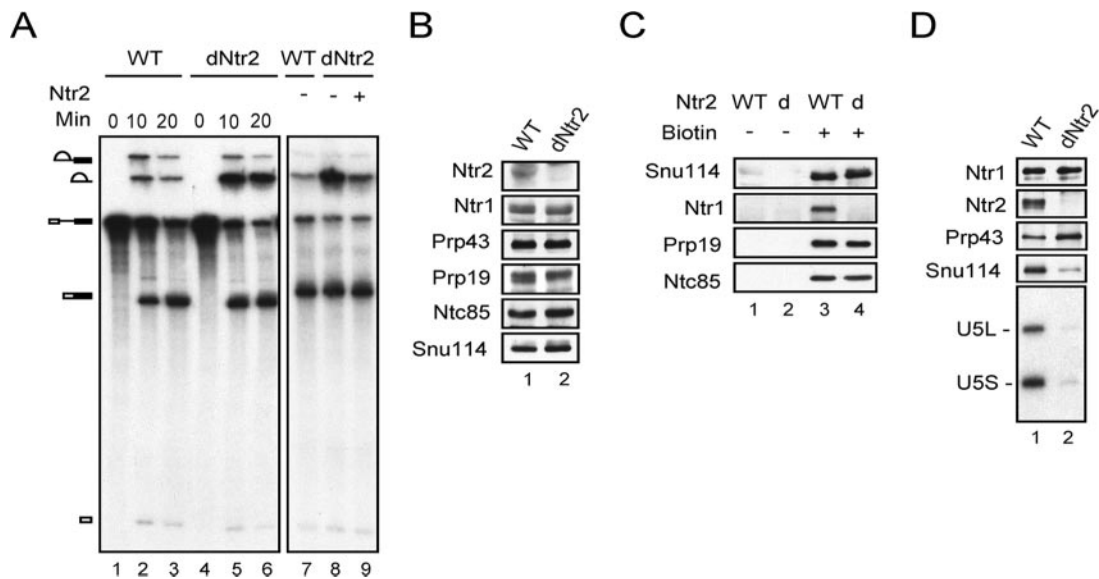 A
WT dNtr2 WT dNtr2
Ntr2 - - +
Min 0 10 20 0 10 20
1 2 3 4 5 6 7 8 9
B
WT dNtr2
Ntr2
Ntr1
Prp43
Prp19
Ntc85
Snu114
1 2
C
Ntr2 WT d WT d
Biotin - - + +
Snu114
Ntr1
Prp19
Ntc85
1 2 3 4
D
WT dNtr2
Ntr1
Ntr2
Prp43
Snu114
U5L -
U5S -
1 2